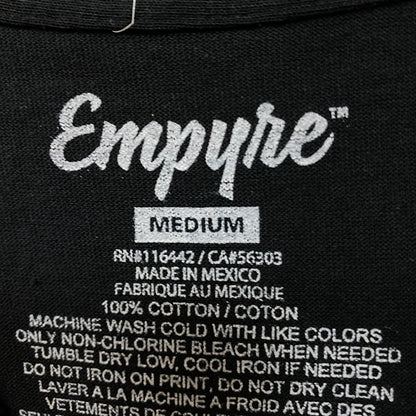 Empyre™
MEDIUM
RN#116442 / CA#56303
MADE IN MEXICO
FABRIQUE AU MEXIQUE
100% COTTON / COTON
MACHINE WASH COLD WITH LIKE COLORS
ONLY NON-CHLORINE BLEACH WHEN NEEDED
TUMBLE DRY LOW, COOL IRON IF NEEDED
DO NOT IRON ON PRINT, DO NOT DRY CLEAN
LAVER A LA MACHINE A FROID AVEC DES
VETEMENTS DE